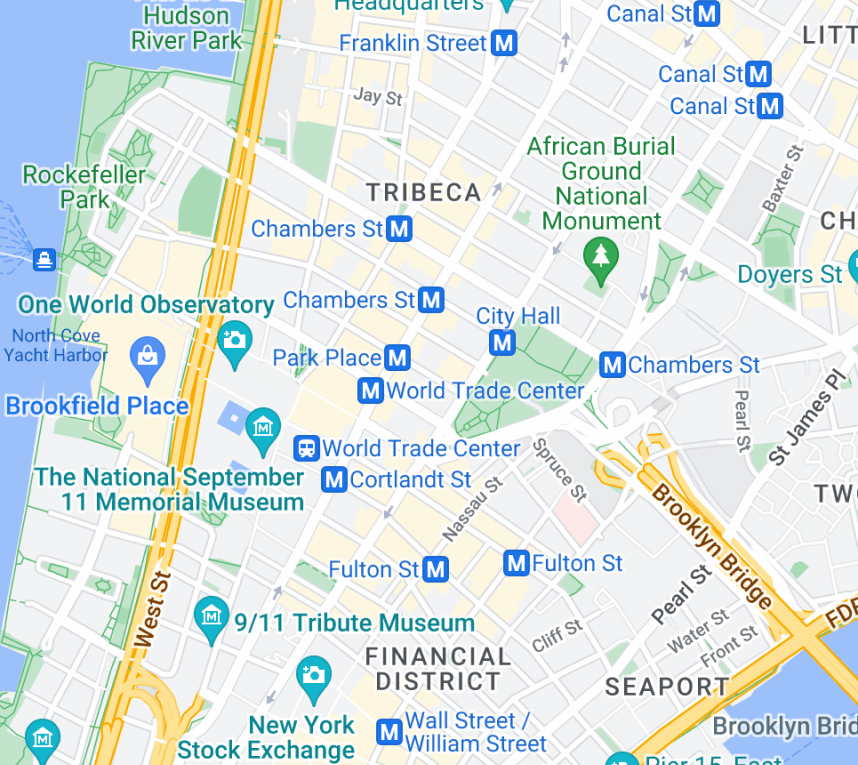 Hudson
River Park
Headquarters
Canal St
Franklin Street
LITT
Canal St
Jay St
Canal St
African Burial
Ground
National
Monument
Baxter St
Rockefeller
Park
TRIBECA
CH
Chambers St
Doyers St
One World Observatory
Chambers St
City Hall
North Cove
Yacht Harbor
Park Place
Chambers St
World Trade Center
Brookfield Place
Pearl St
St James Pl
World Trade Center
Spruce St
The National September
11 Memorial Museum
Cortlandt St
Nassau St
TWO
Brooklyn Bridge
Fulton St
Fulton St
West St
Pearl St
FDR
9/11 Tribute Museum
Cliff St
Water St
Front St
FINANCIAL
DISTRICT
SEAPORT
New York
Stock Exchange
Wall Street /
William Street
Brooklyn Brid
Pier 15, East